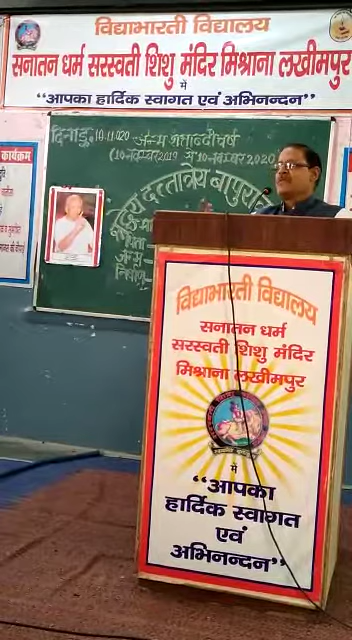 विद्याभारती विद्यालय
सनातन धर्म सरस्वती शिशु मंदिर मिश्राना लखीमपुर
में
“आपका हार्दिक स्वागत एवं अभिनन्दन”
कार्यक्रम
दिनाङ्क 10.11.020 जन्म शताब्दी वर्ष
(10 नवम्बर 2019 से 10 नवम्बर 2020
दत्तात्रेय बापुराव
पिता
जन्म
निर्वाण
विद्याभारती विद्यालय
सनातन धर्म
सरस्वती शिशु मंदिर
मिश्राना लखीमपुर
में
“आपका
हार्दिक स्वागत
एवं
अभिनन्दन”